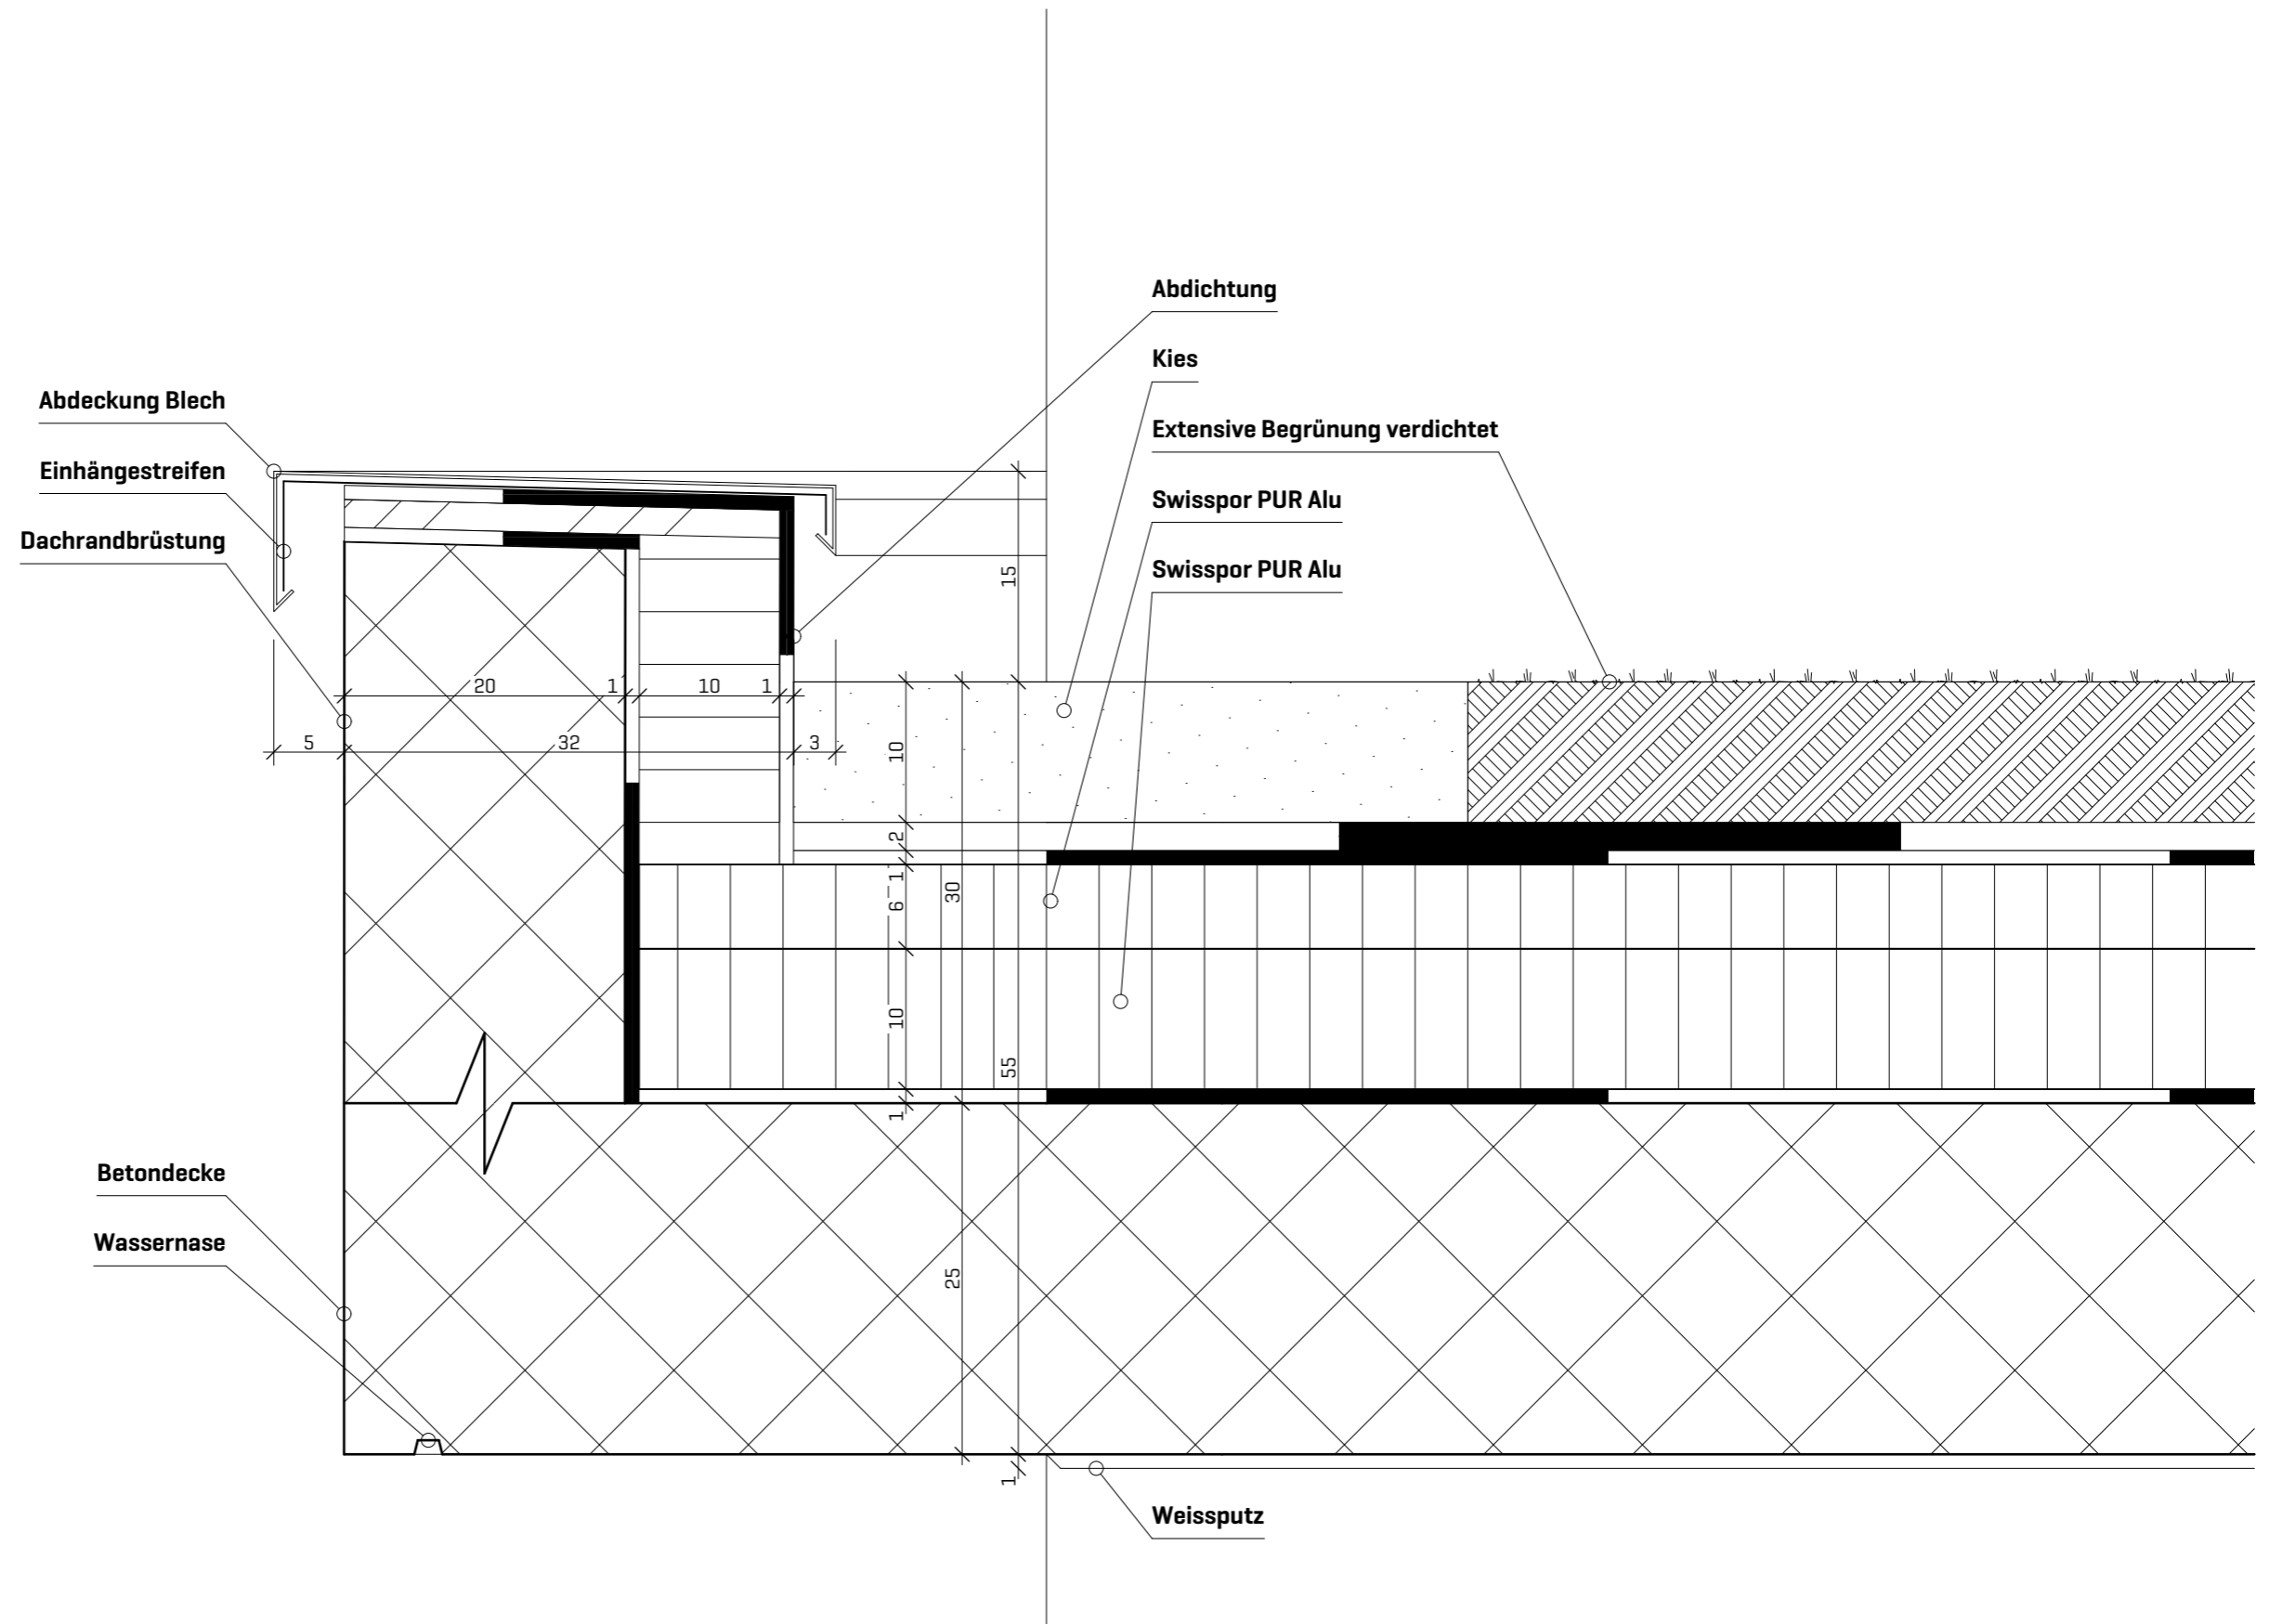 Abdichtung
Kies
Abdeckung Blech
Extensive Begrünung verdichtet
Einhängestreifen
Swisspor PUR Alu
Dachrandbrüstung
Swisspor PUR Alu
15
20
1
10
1
5
32
3
10
2
1
30
6
10
55
1
Betondecke
Wassernase
25
1
Weissputz